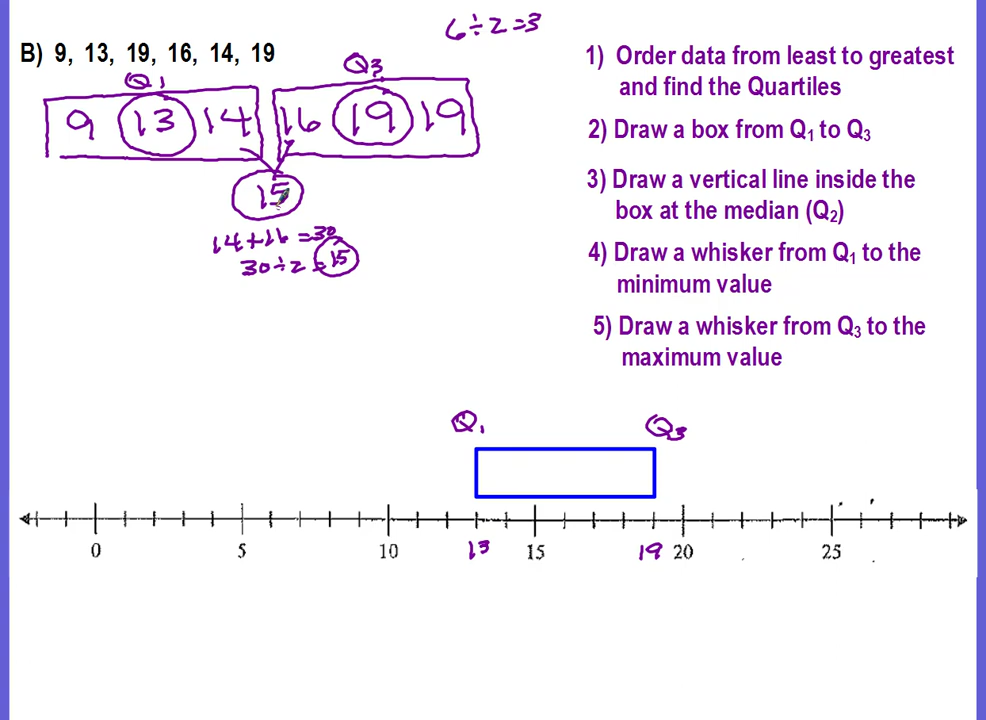 6÷2=3
B) 9, 13, 19, 16, 14, 19
Q1
Q3
9 13 14 16 19 19
15
14+16=30
30÷2=15
1) Order data from least to greatest
and find the Quartiles
2) Draw a box from Q1 to Q3
3) Draw a vertical line inside the
box at the median (Q2)
4) Draw a whisker from Q1 to the
minimum value
5) Draw a whisker from Q3 to the
maximum value
Q1
Q3
0 5 10 13 15 19 20 25